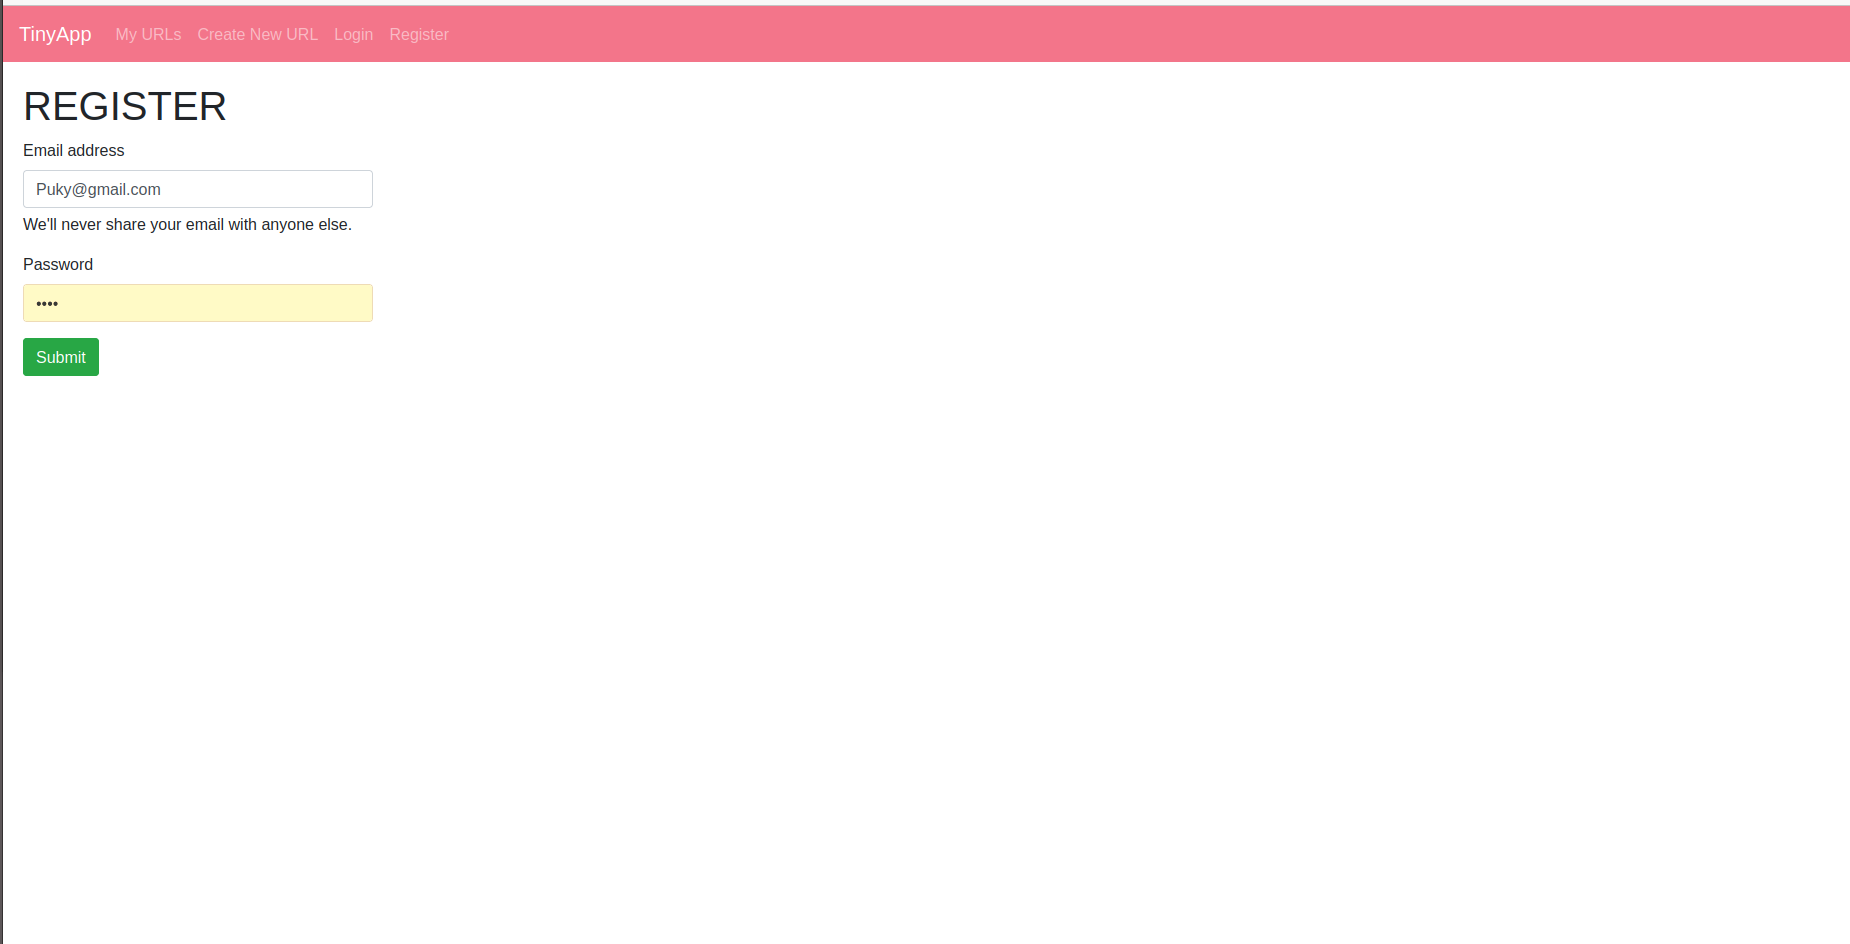 TinyApp My URLs Create New URL Login Register
REGISTER
Email address
Puky@gmail.com
We'll never share your email with anyone else.
Password
••••
Submit